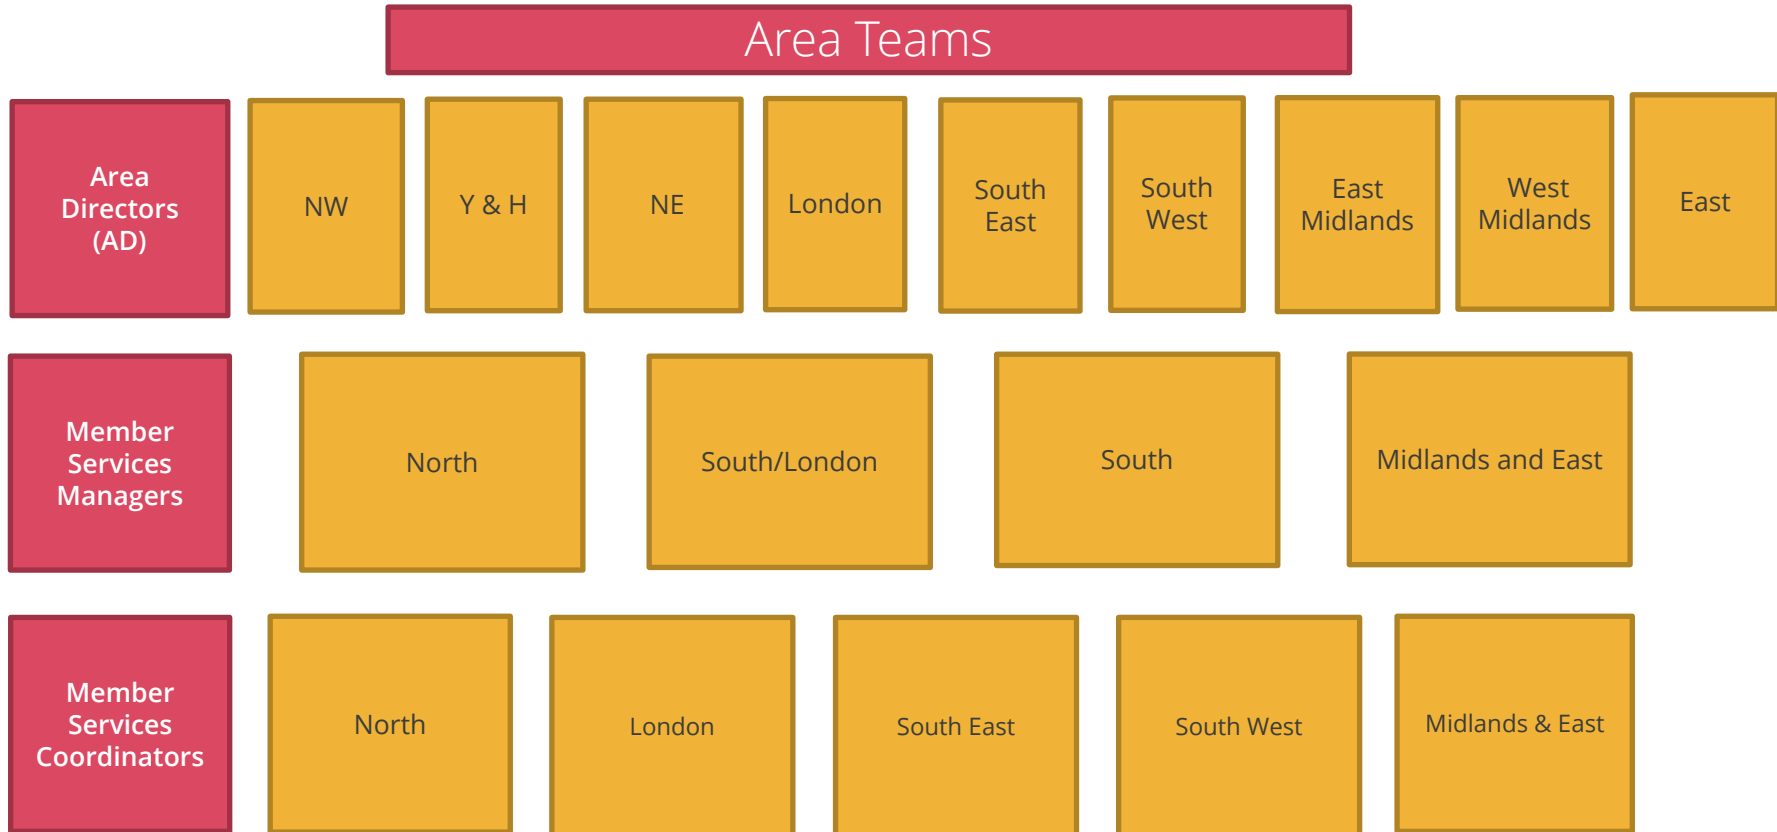 Area Teams
Area
Directors
(AD)
NW
Y & H
NE
London
South
East
South
West
East
Midlands
West
Midlands
East
Member
Services
Managers
North
South/London
South
Midlands and East
Member
Services
Coordinators
North
London
South East
South West
Midlands & East